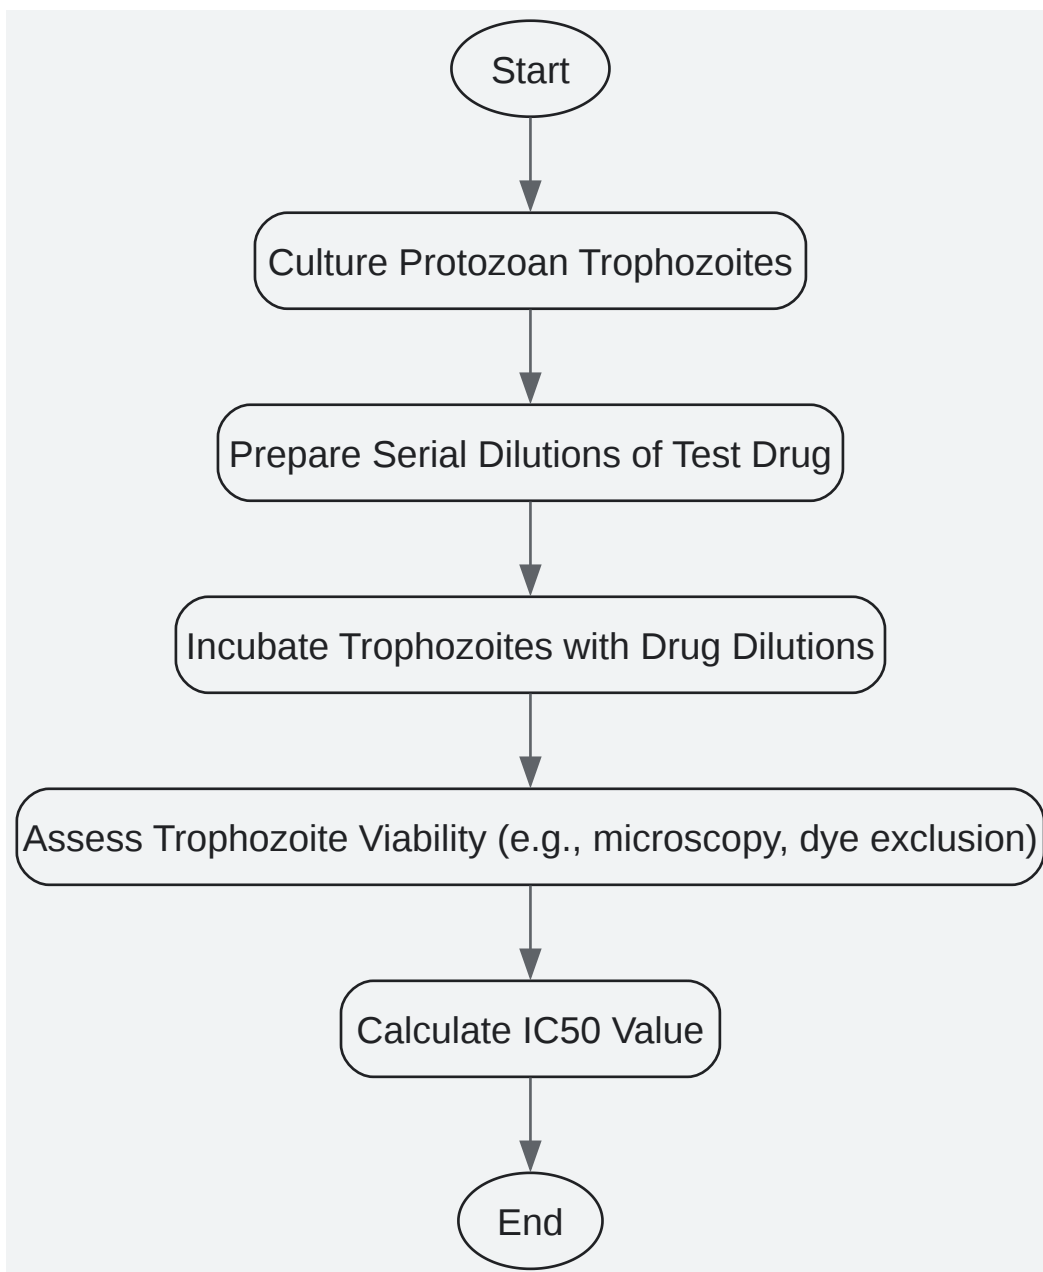 Start
Culture Protozoan Trophozoites
Prepare Serial Dilutions of Test Drug
Incubate Trophozoites with Drug Dilutions
Assess Trophozoite Viability (e.g., microscopy, dye exclusion)
Calculate IC50 Value
End